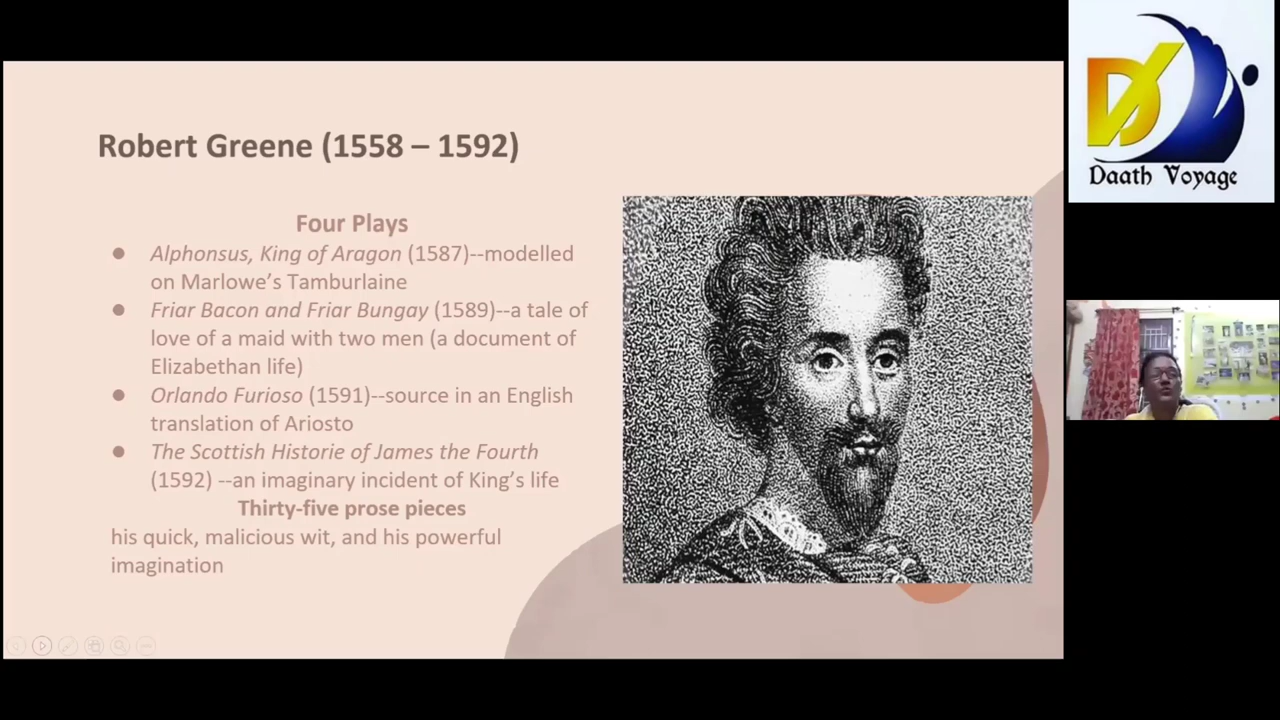 Robert Greene (1558 – 1592)
Four Plays
● Alphonsus, King of Aragon (1587)--modelled
on Marlowe's Tamburlaine
● Friar Bacon and Friar Bungay (1589)--a tale of
love of a maid with two men (a document of
Elizabethan life)
● Orlando Furioso (1591)--source in an English
translation of Ariosto
● The Scottish Historie of James the Fourth
(1592) --an imaginary incident of King's life
Thirty-five prose pieces
his quick, malicious wit, and his powerful
imagination
DV
Daath Voyage